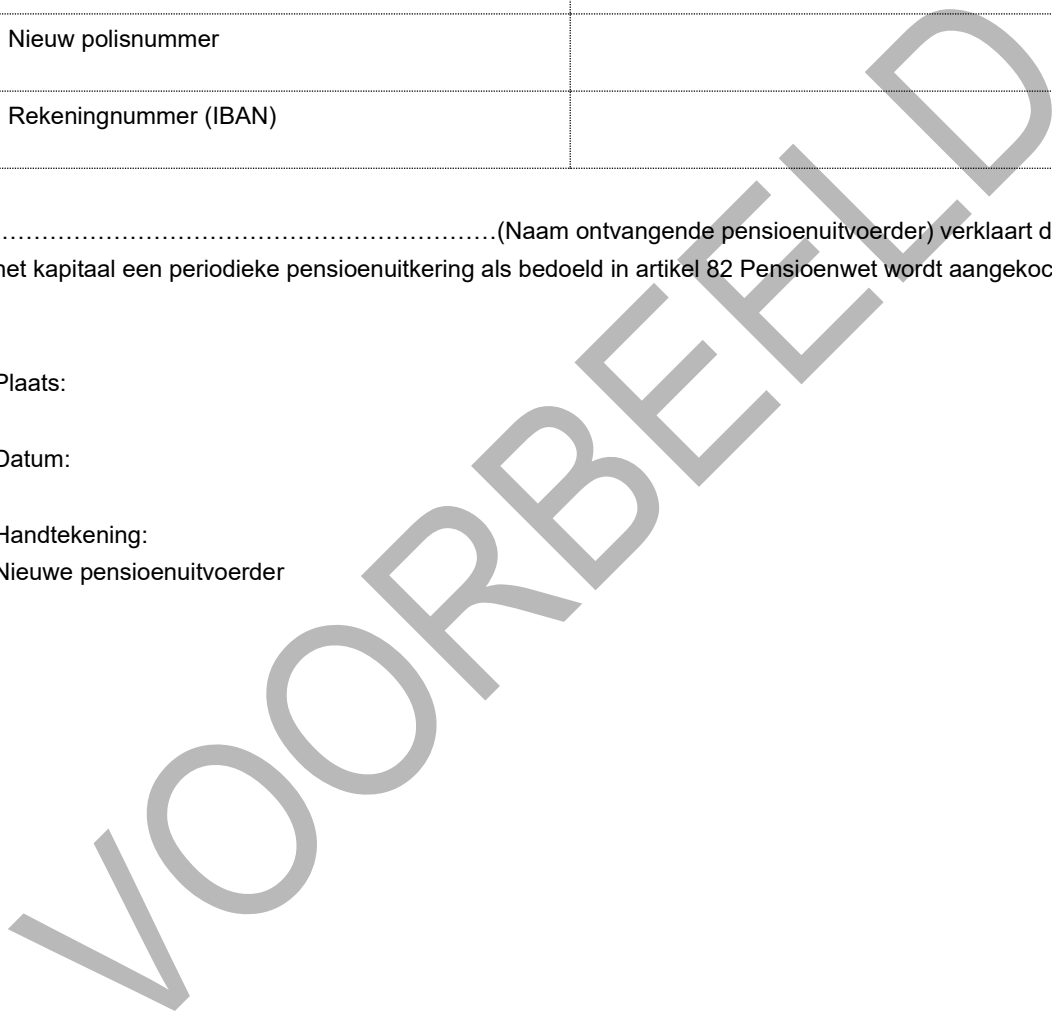 Nieuw polisnummer
Rekeningnummer (IBAN)
……………………………………………………(Naam ontvangende pensioenuitvoerder) verklaart d
het kapitaal een periodieke pensioenuitkering als bedoeld in artikel 82 Pensioenwet wordt aangekoc
Plaats:
Datum:
Handtekening:
Nieuwe pensioenuitvoerder
VOORBEELD